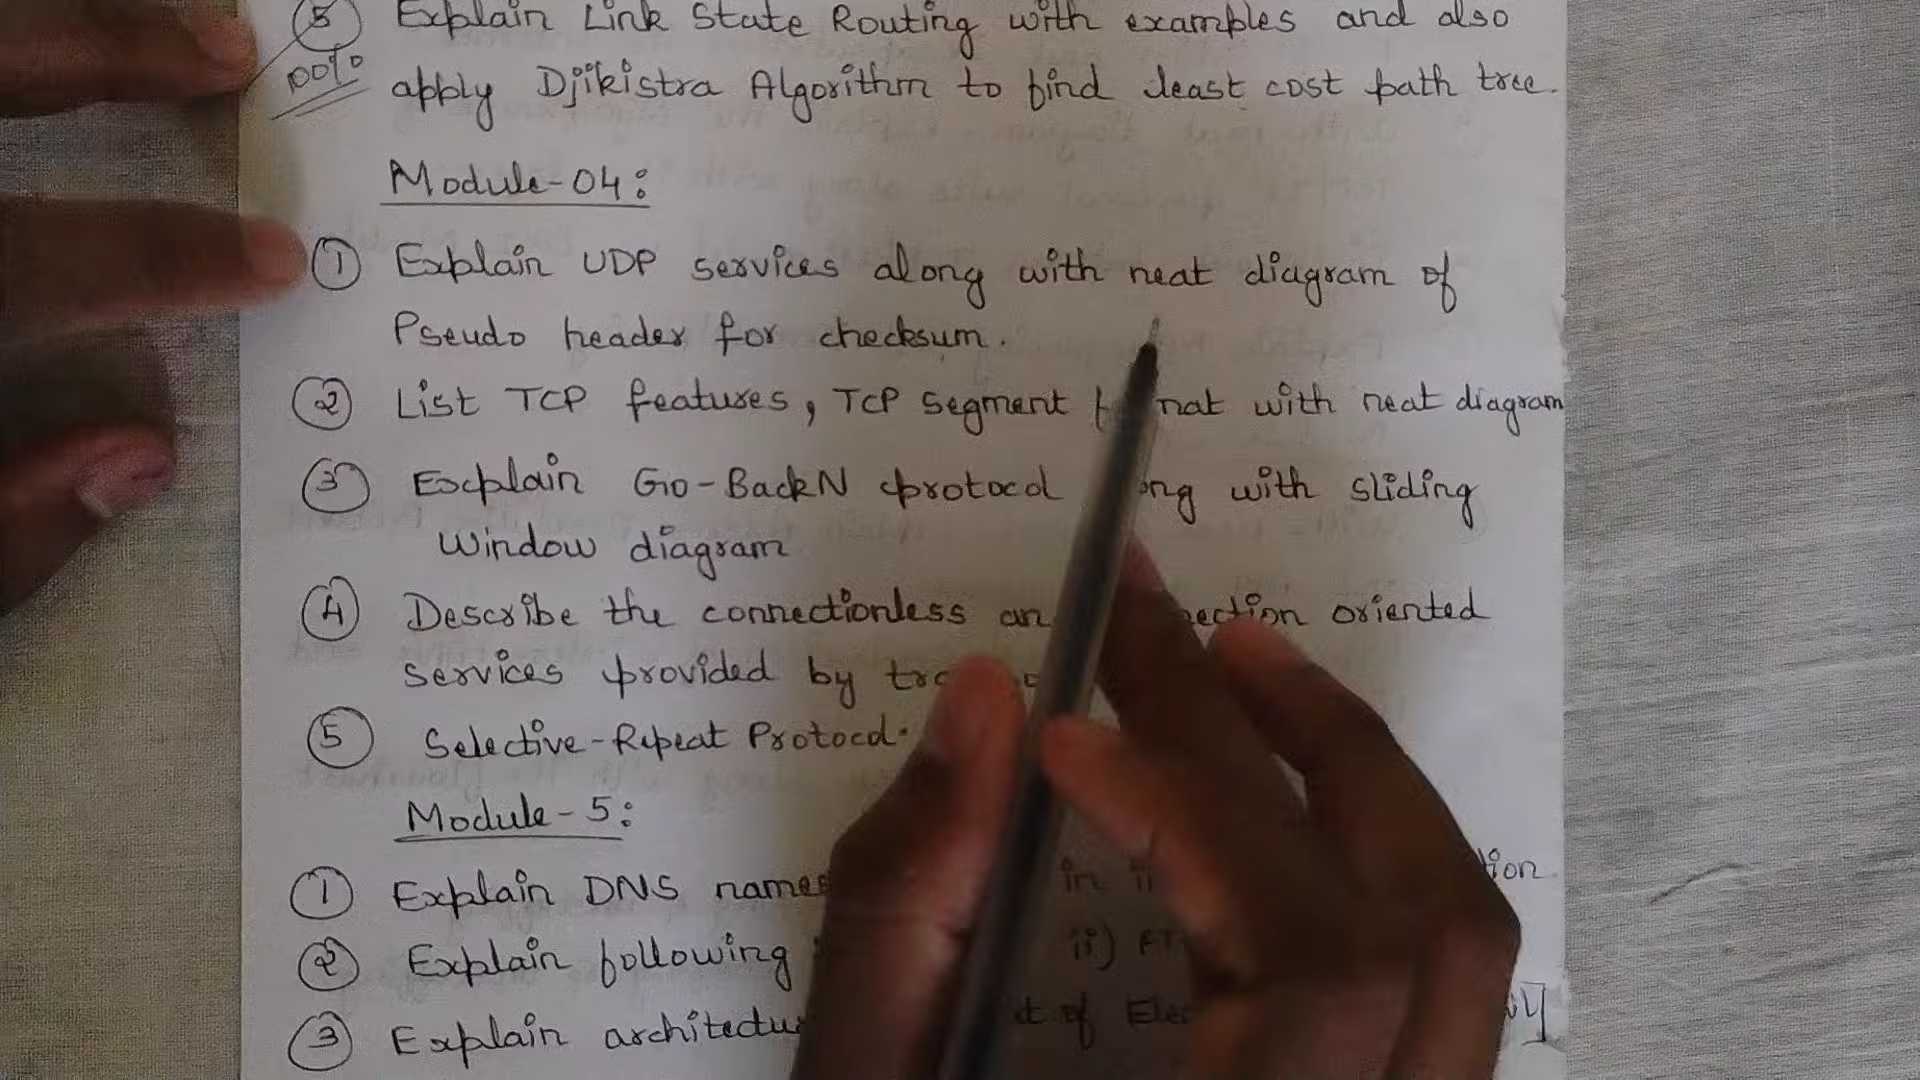 5 Explain Link State Routing with examples and also
100% apply Djikistra Algorithm to find least cost path tree.
Module-04:
1 Explain UDP services along with neat diagram of
Pseudo header for checksum.
2 List TCP features, TCP segment with neat diagram
3 Explain Go-BackN protocol with sliding
Window diagram
4 Describe the connectionless oriented
services provided by
5 Selective-Repeat Protocol.
Module-5:
1 Explain DNS names in
2 Explain following ii)
3 Explain of